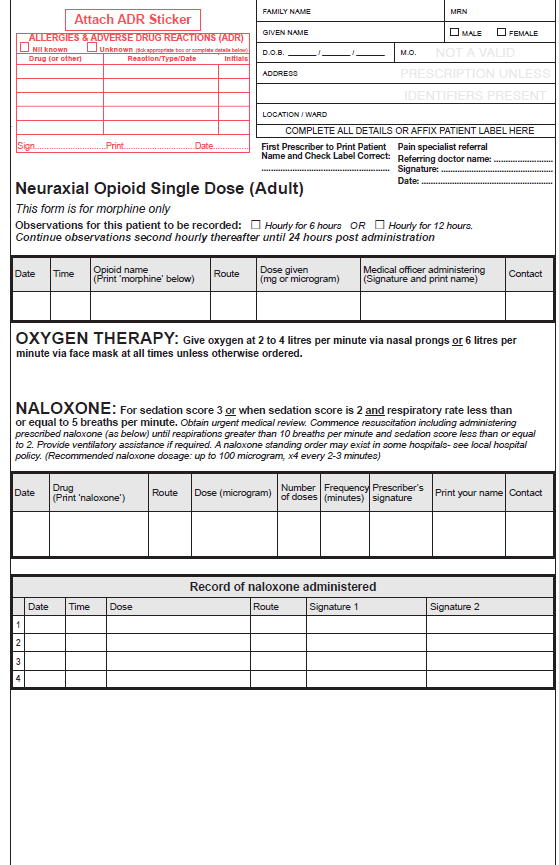 Attach ADR Sticker
ALLERGIES & ADVERSE DRUG REACTIONS (ADR)
Nil known Unknown (tick appropriate box or complete details below)
Drug (or other) Reaction/Type/Date Initials
Sign Print Date
FAMILY NAME MRN
GIVEN NAME MALE FEMALE
D.O.B. / / M.O. NOT A VALID
ADDRESS PRESCRIPTION UNLESS
IDENTIFIERS PRESENT
LOCATION / WARD
COMPLETE ALL DETAILS OR AFFIX PATIENT LABEL HERE
First Prescriber to Print Patient
Name and Check Label Correct:
Pain specialist referral
Referring doctor name:
Signature:
Date:
Neuraxial Opioid Single Dose (Adult)
This form is for morphine only
Observations for this patient to be recorded: Hourly for 6 hours OR Hourly for 12 hours.
Continue observations second hourly thereafter until 24 hours post administration
Date Time Opioid name (Print 'morphine' below) Route Dose given (mg or microgram) Medical officer administering (Signature and print name) Contact
OXYGEN THERAPY: Give oxygen at 2 to 4 litres per minute via nasal prongs or 6 litres per
minute via face mask at all times unless otherwise ordered.
NALOXONE: For sedation score 3 or when sedation score is 2 and respiratory rate less than
or equal to 5 breaths per minute. Obtain urgent medical review. Commence resuscitation including administering
prescribed naloxone (as below) until respirations greater than 10 breaths per minute and sedation score less than or equal
to 2. Provide ventilatory assistance if required. A naloxone standing order may exist in some hospitals- see local hospital
policy. (Recommended naloxone dosage: up to 100 microgram, x4 every 2-3 minutes)
Date Drug (Print 'naloxone') Route Dose (microgram) Number of doses Frequency (minutes) Prescriber's signature Print your name Contact
Record of naloxone administered
Date Time Dose Route Signature 1 Signature 2
1
2
3
4